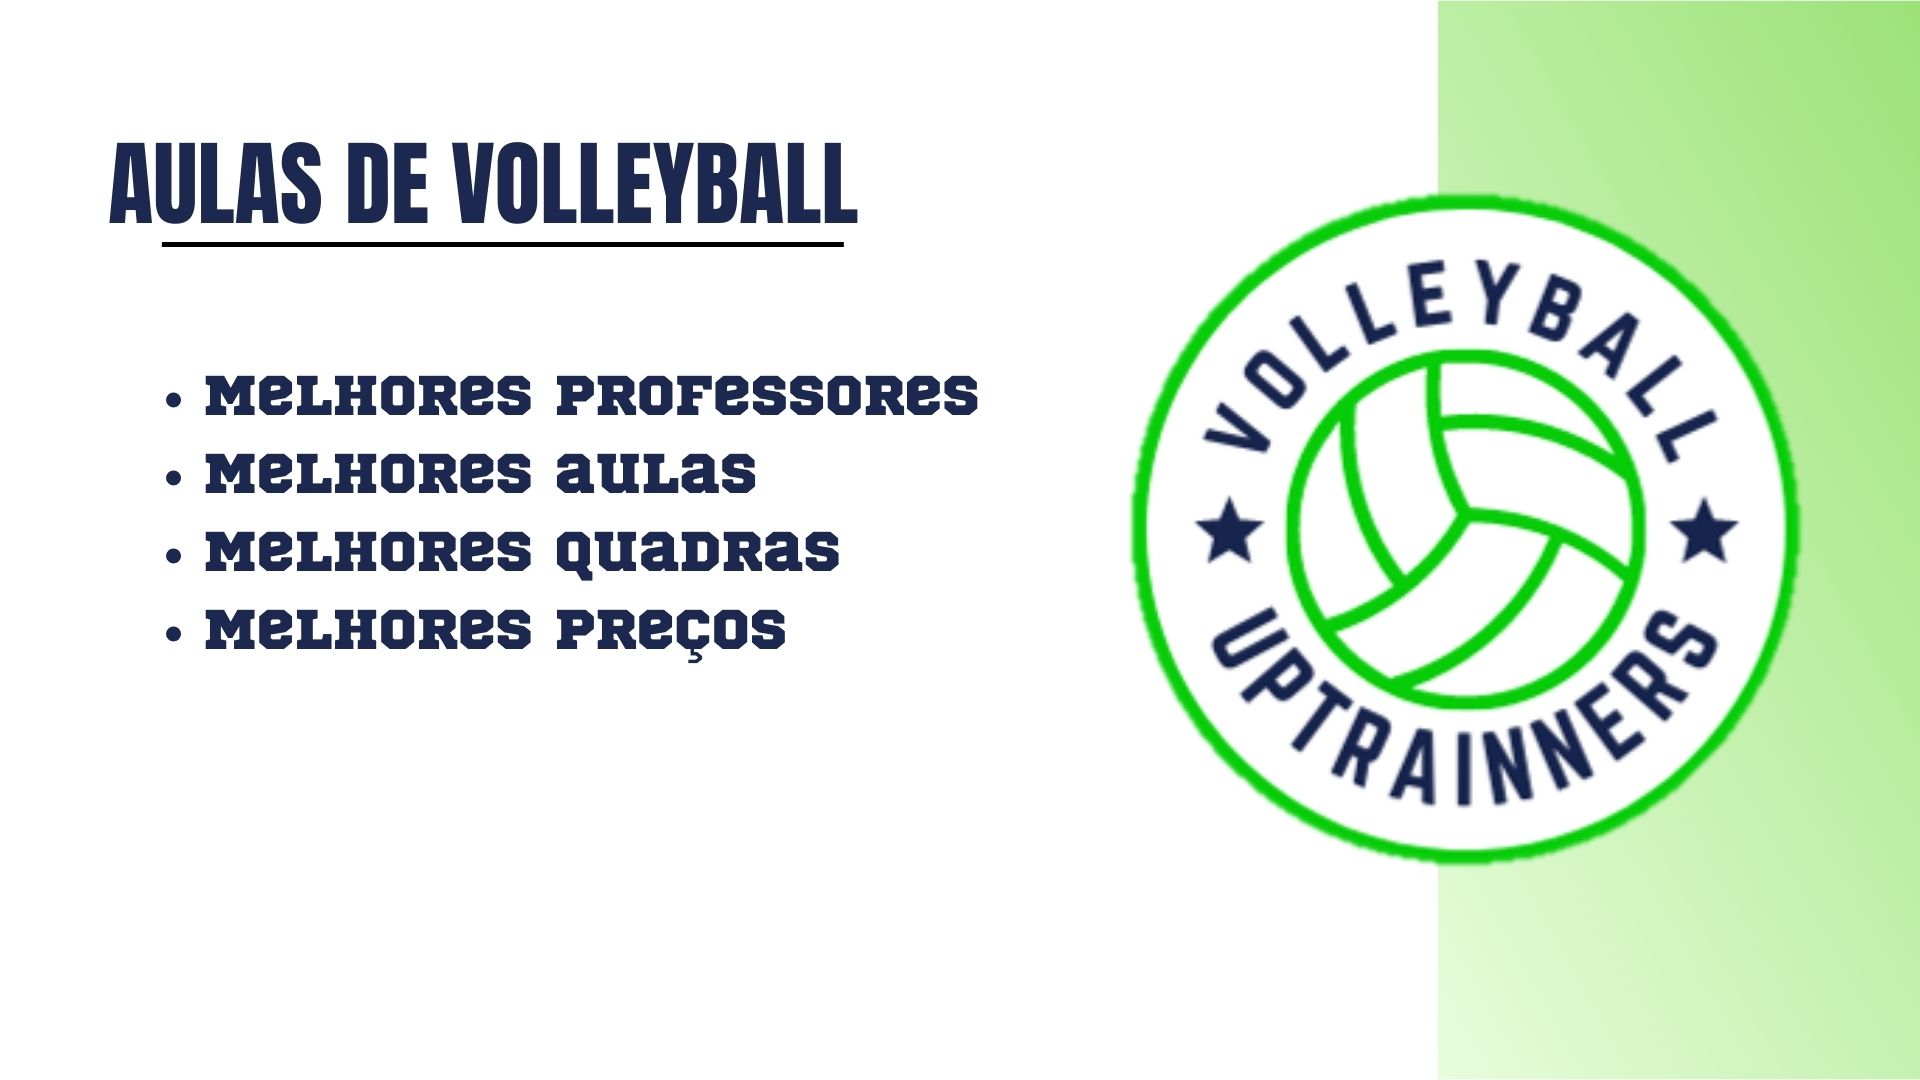 AULAS DE VOLLEYBALL
• MELHORES PROFESSORES
• MELHORES AULAS
• MELHORES QUADRAS
• MELHORES PREÇOS
VOLLEYBALL
UPTRAINNERS